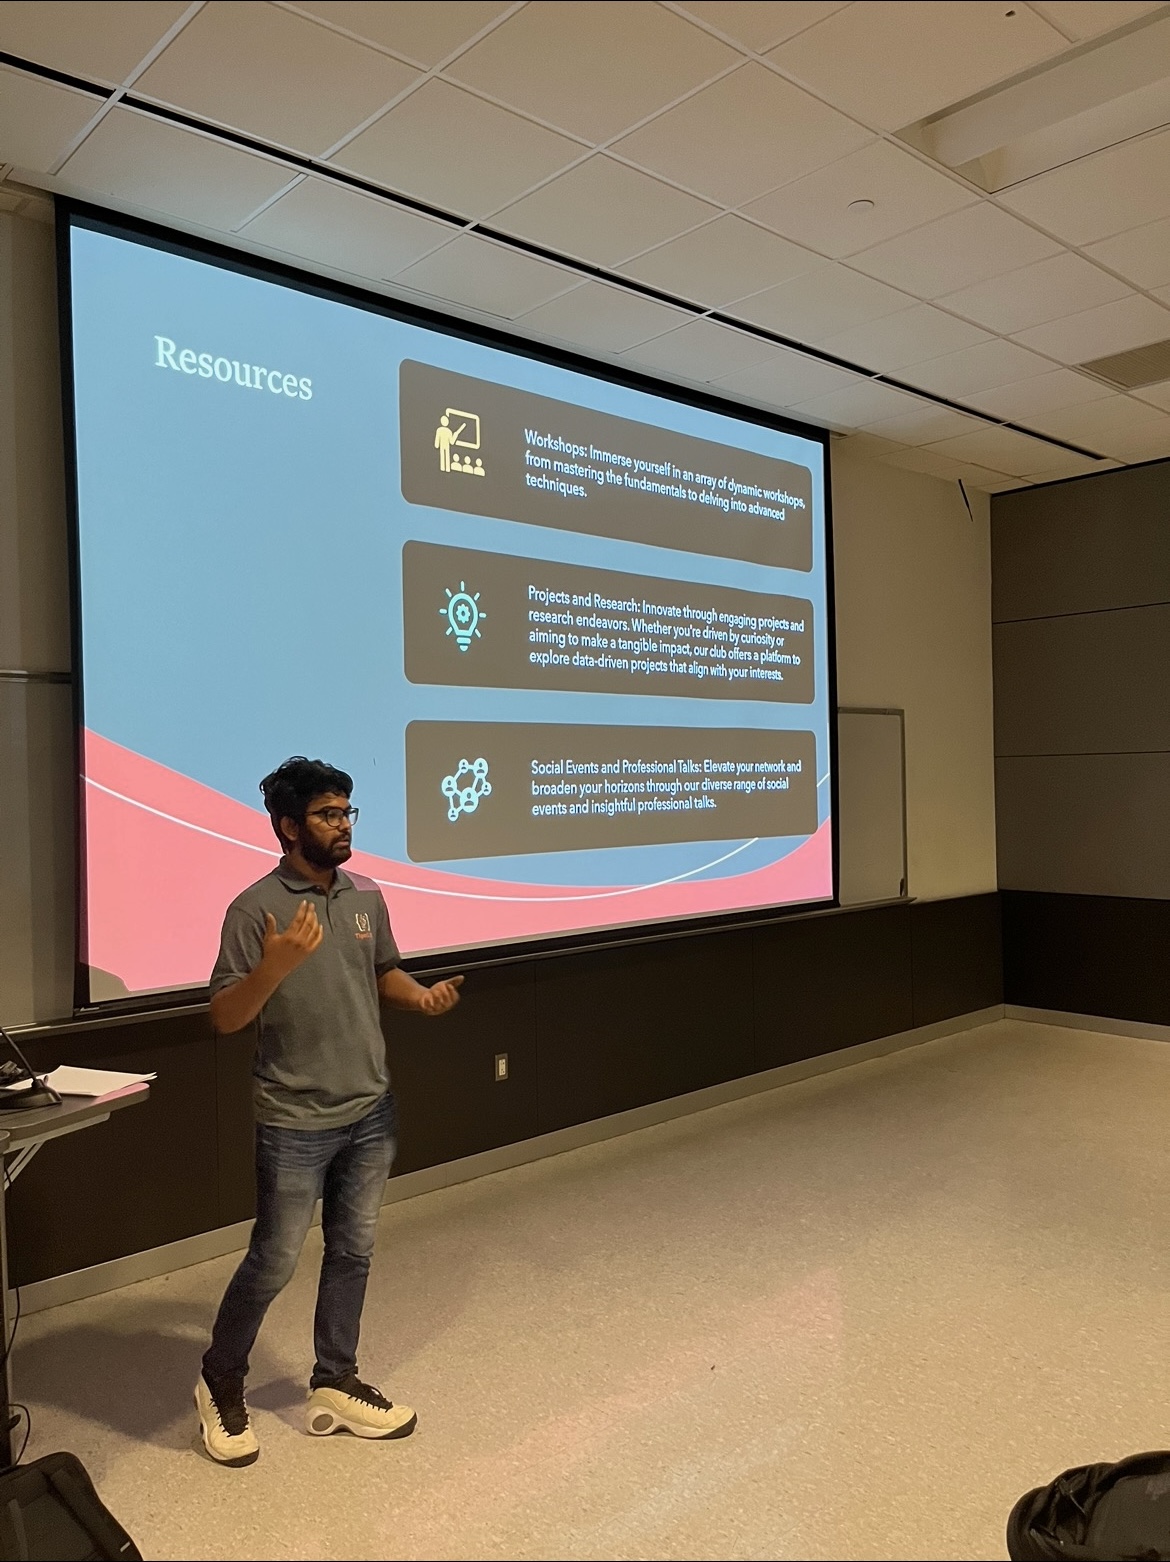 Resources
Workshops: Immerse yourself in an array of dynamic workshops,
from mastering the fundamentals to delving into advanced
techniques.
Projects and Research: Innovate through engaging projects and
research endeavors. Whether you're driven by curiosity or
aiming to make a tangible impact, our club offers a platform to
explore data-driven projects that align with your interests.
Social Events and Professional Talks: Elevate your network and
broaden your horizons through our diverse range of social
events and insightful professional talks.